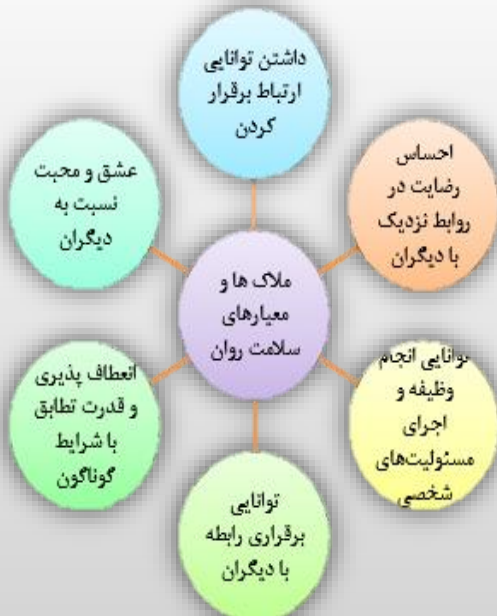 داشتن توانایی
ارتباط برقرار
کردن
احساس
رضایت در
روابط نزدیک
با دیگران
توانایی انجام
وظیفه و
اجرای
مسئولیت‌های
شخصی
توانایی
برقراری رابطه
با دیگران
انعطاف پذیری
و قدرت تطابق
با شرایط
گوناگون
عشق و محبت
نسبت به
دیگران
ملاک ها و
معیارهای
سلامت روان